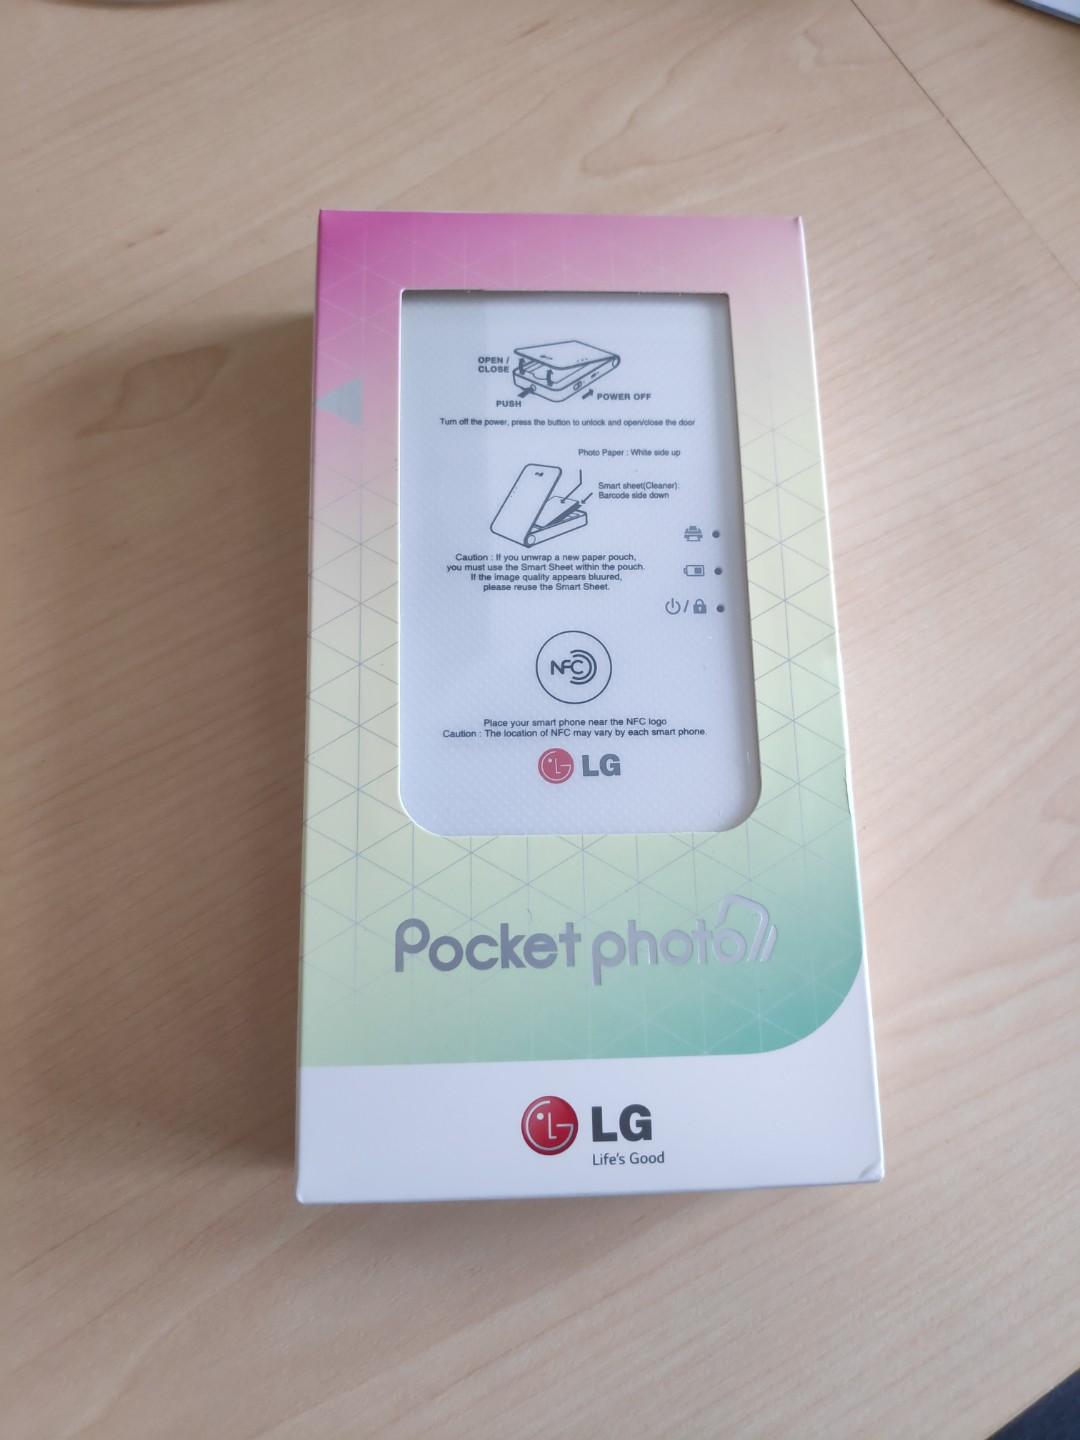 OPEN /
CLOSE
PUSH
POWER OFF
Turn off the power, press the button to unlock and open/close the door
Photo Paper : White side up
Smart sheet(Cleaner):
Barcode side down
Caution : If you unwrap a new paper pouch,
you must use the Smart Sheet within the pouch.
If the image quality appears bluured,
please reuse the Smart Sheet.
NFC
Place your smart phone near the NFC logo
Caution : The location of NFC may vary by each smart phone.
LG
Pocket photo
LG
Life's Good